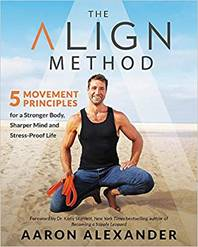 THE
ALIGN
METHOD
5 MOVEMENT
PRINCIPLES
for a Stronger Body,
Sharper Mind and
Stress-Proof Life
AARON ALEXANDER
Foreword by Dr. Kelly Starrett, New York Times bestselling author of
Becoming a Supple Leopard